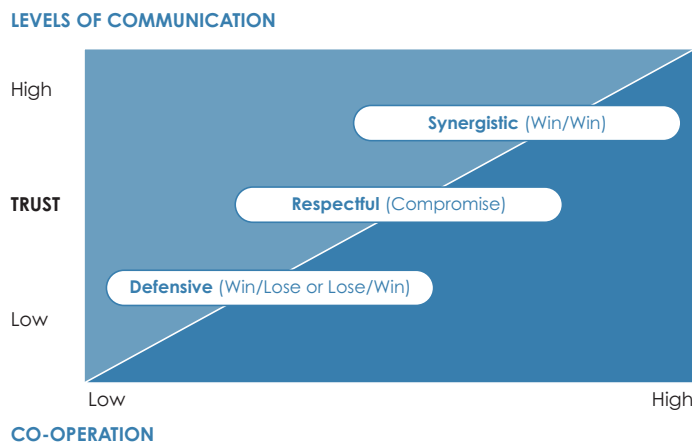 LEVELS OF COMMUNICATION
High
Synergistic (Win/Win)
TRUST
Respectful (Compromise)
Defensive (Win/Lose or Lose/Win)
Low
Low
High
CO-OPERATION